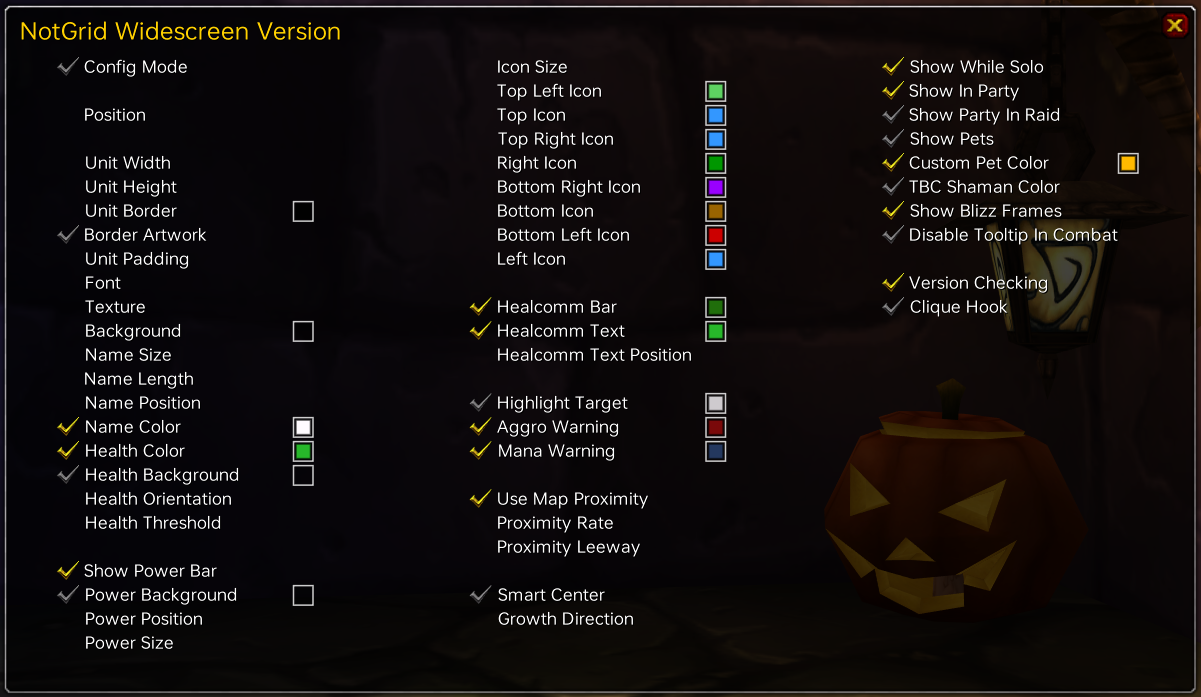 NotGrid Widescreen Version
Config Mode
Position
Unit Width
Unit Height
Unit Border
Border Artwork
Unit Padding
Font
Texture
Background
Name Size
Name Length
Name Position
Name Color
Health Color
Health Background
Health Orientation
Health Threshold
Show Power Bar
Power Background
Power Position
Power Size
Icon Size
Top Left Icon
Top Icon
Top Right Icon
Right Icon
Bottom Right Icon
Bottom Icon
Bottom Left Icon
Left Icon
Healcomm Bar
Healcomm Text
Healcomm Text Position
Highlight Target
Aggro Warning
Mana Warning
Use Map Proximity
Proximity Rate
Proximity Leeway
Smart Center
Growth Direction
Show While Solo
Show In Party
Show Party In Raid
Show Pets
Custom Pet Color
TBC Shaman Color
Show Blizz Frames
Disable Tooltip In Combat
Version Checking
Clique Hook